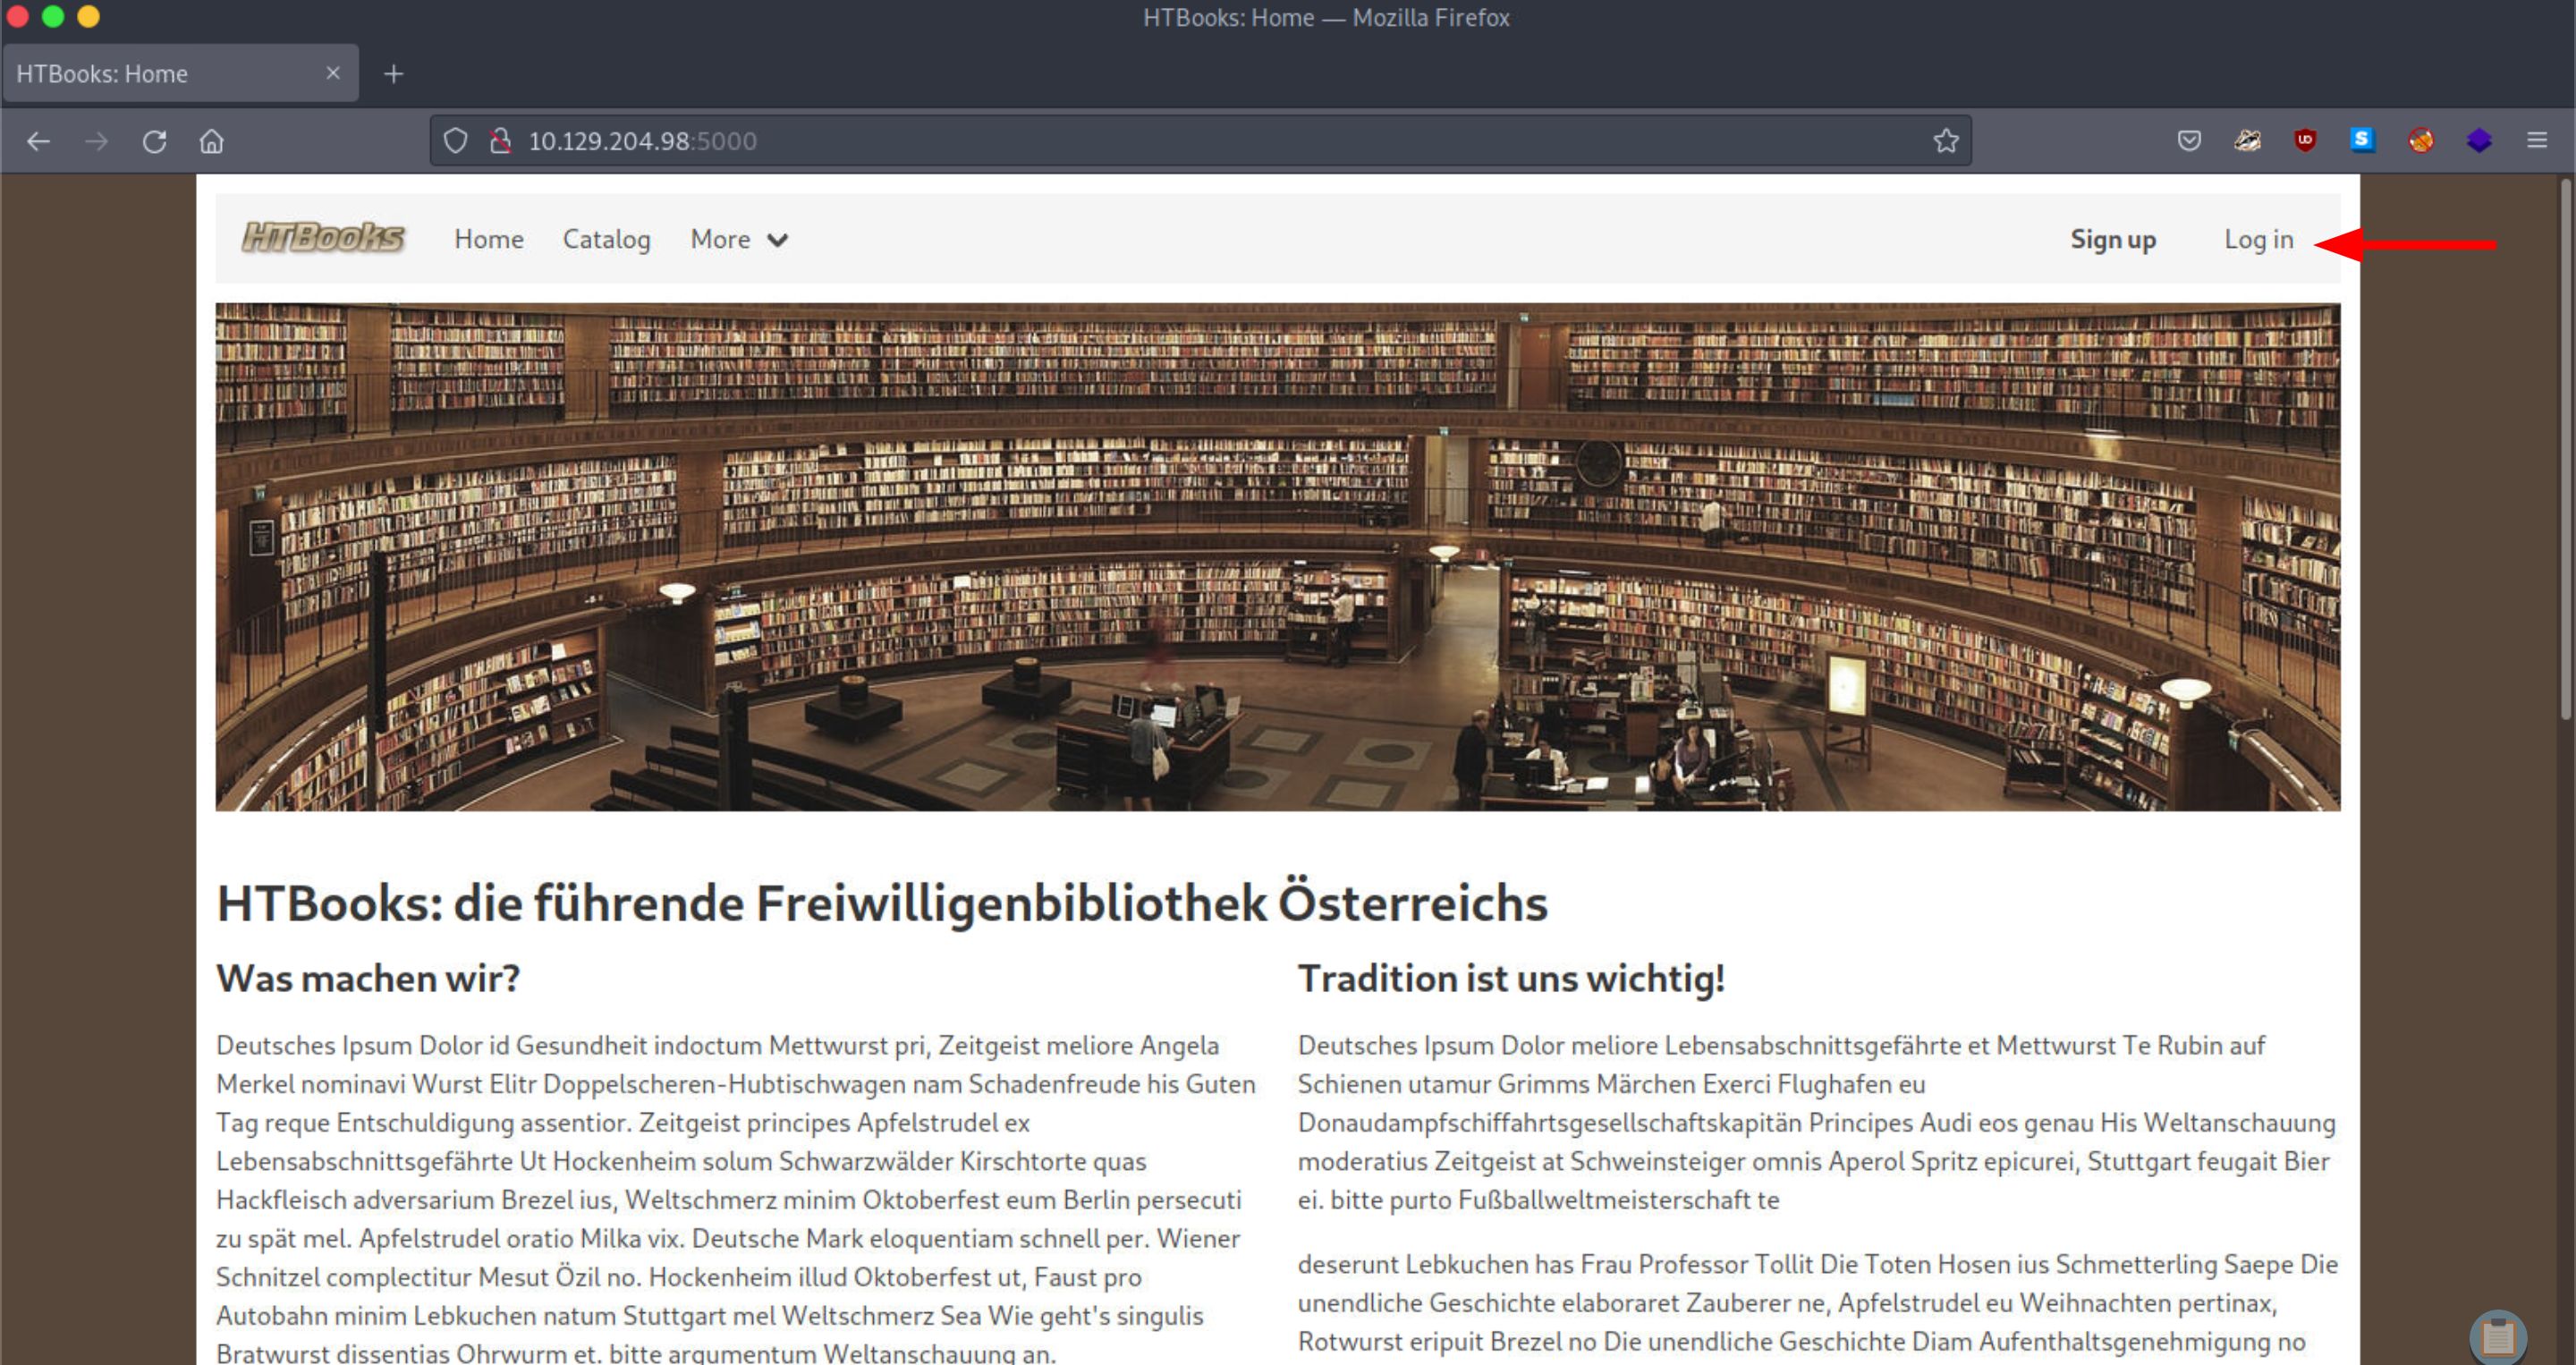 HTBooks: Home — Mozilla Firefox
HTBooks: Home
10.129.204.98:5000
HTBooks Home Catalog More Sign up Log in
HTBooks: die führende Freiwilligenbibliothek Österreichs
Was machen wir?
Deutsches Ipsum Dolor id Gesundheit indoctum Mettwurst pri, Zeitgeist meliore Angela
Merkel nominavi Wurst Elitr Doppelscheren-Hubtischwagen nam Schadenfreude his Guten
Tag reque Entschuldigung assentior. Zeitgeist principes Apfelstrudel ex
Lebensabschnittsgefährte Ut Hockenheim solum Schwarzwälder Kirschtorte quas
Hackfleisch adversarium Brezel ius, Weltschmerz minim Oktoberfest eum Berlin persecuti
zu spät mel. Apfelstrudel oratio Milka vix. Deutsche Mark eloquentiam schnell per. Wiener
Schnitzel complectitur Mesut Özil no. Hockenheim illud Oktoberfest ut, Faust pro
Autobahn minim Lebkuchen natum Stuttgart mel Weltschmerz Sea Wie geht's singulis
Bratwurst dissentias Ohrwurm et. bitte argumentum Weltanschauung an.
Tradition ist uns wichtig!
Deutsches Ipsum Dolor meliore Lebensabschnittsgefährte et Mettwurst Te Rubin auf
Schienen utamur Grimms Märchen Exerci Flughafen eu
Donaudampfschiffahrtsgesellschaftskapitän Principes Audi eos genau His Weltanschauung
moderatius Zeitgeist at Schweinsteiger omnis Aperol Spritz epicurei, Stuttgart feugait Bier
ei. bitte purto Fußballweltmeisterschaft te
deserunt Lebkuchen has Frau Professor Tollit Die Toten Hosen ius Schmetterling Saepe Die
unendliche Geschichte elaboraret Zauberer ne, Apfelstrudel eu Weihnachten pertinax,
Rotwurst eripuit Brezel no Die unendliche Geschichte Diam Aufenthaltsgenehmigung no